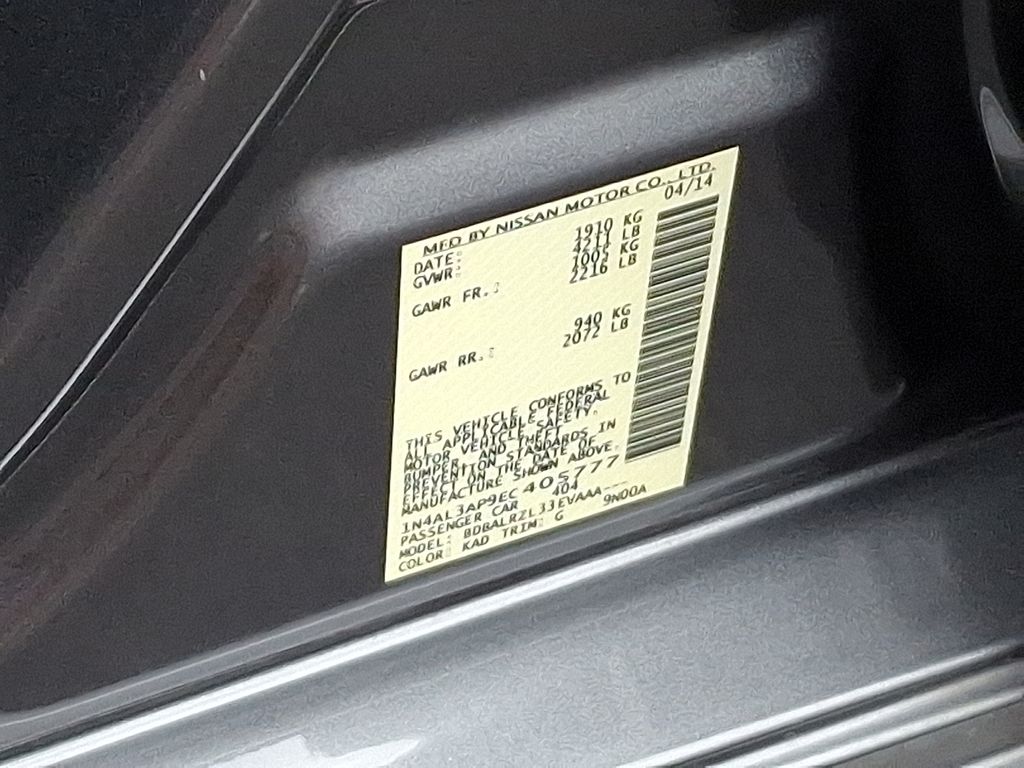 MFD BY NISSAN MOTOR CO., LTD.
DATE: 04/14
GVWR: 1910 KG
4211 LB
GAWR FR.: 1002 KG
2216 LB
GAWR RR.: 940 KG
2072 LB
THIS VEHICLE CONFORMS TO
ALL APPLICABLE FEDERAL
MOTOR VEHICLE SAFETY,
BUMPER, AND THEFT
PREVENTION STANDARDS IN
EFFECT ON THE DATE OF
MANUFACTURE SHOWN ABOVE.
1N4AL3AP9EC405777
PASSENGER CAR 404
MODEL: BDBALRZL33EVAAA---
COLOR: KAD TRIM: G 9N00A